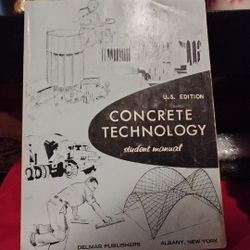 U.S. EDITION
CONCRETE
TECHNOLOGY
student manual
DELMAR PUBLISHERS ALBANY, NEW YORK